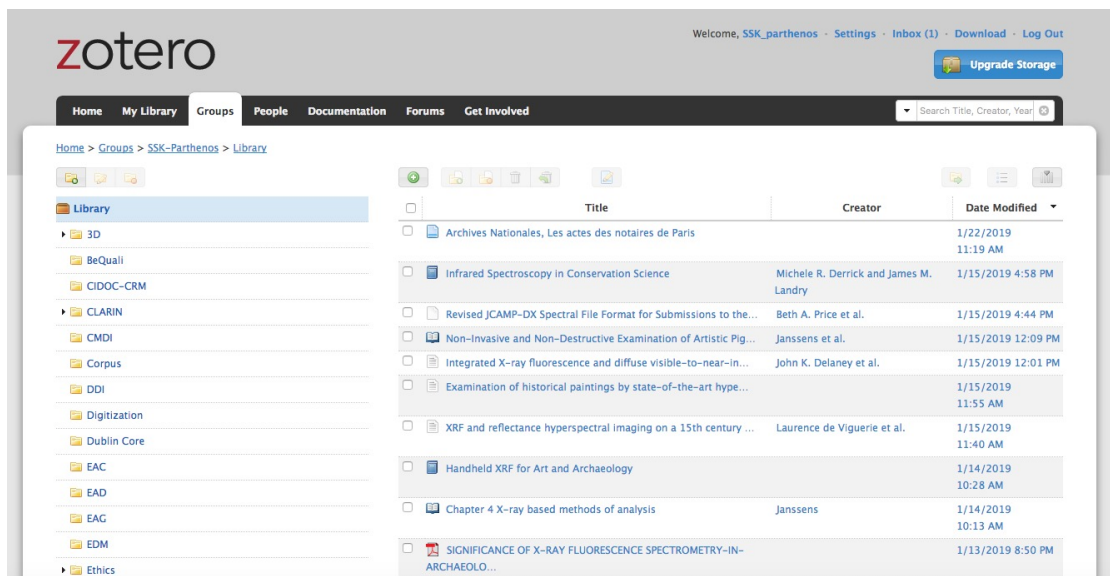 Welcome, SSK_parthenos · Settings · Inbox (1) · Download · Log Out
zotero
Upgrade Storage
Home My Library Groups People Documentation Forums Get Involved
Search Title, Creator, Year
Home > Groups > SSK-Parthenos > Library
Library
3D
BeQuali
CIDOC-CRM
CLARIN
CMDI
Corpus
DDI
Digitization
Dublin Core
EAC
EAD
EAG
EDM
Ethics
Title Creator Date Modified
Archives Nationales, Les actes des notaires de Paris 1/22/2019
11:19 AM
Infrared Spectroscopy in Conservation Science Michele R. Derrick and James M. 1/15/2019 4:58 PM
Landry
Revised JCAMP-DX Spectral File Format for Submissions to the... Beth A. Price et al. 1/15/2019 4:44 PM
Non-Invasive and Non-Destructive Examination of Artistic Pig... Janssens et al. 1/15/2019 12:09 PM
Integrated X-ray fluorescence and diffuse visible-to-near-in... John K. Delaney et al. 1/15/2019 12:01 PM
Examination of historical paintings by state-of-the-art hype... 1/15/2019
11:55 AM
XRF and reflectance hyperspectral imaging on a 15th century ... Laurence de Viguerie et al. 1/15/2019
11:40 AM
Handheld XRF for Art and Archaeology 1/14/2019
10:28 AM
Chapter 4 X-ray based methods of analysis Janssens 1/14/2019
10:13 AM
SIGNIFICANCE OF X-RAY FLUORESCENCE SPECTROMETRY-IN- 1/13/2019 8:50 PM
ARCHAEOLO...